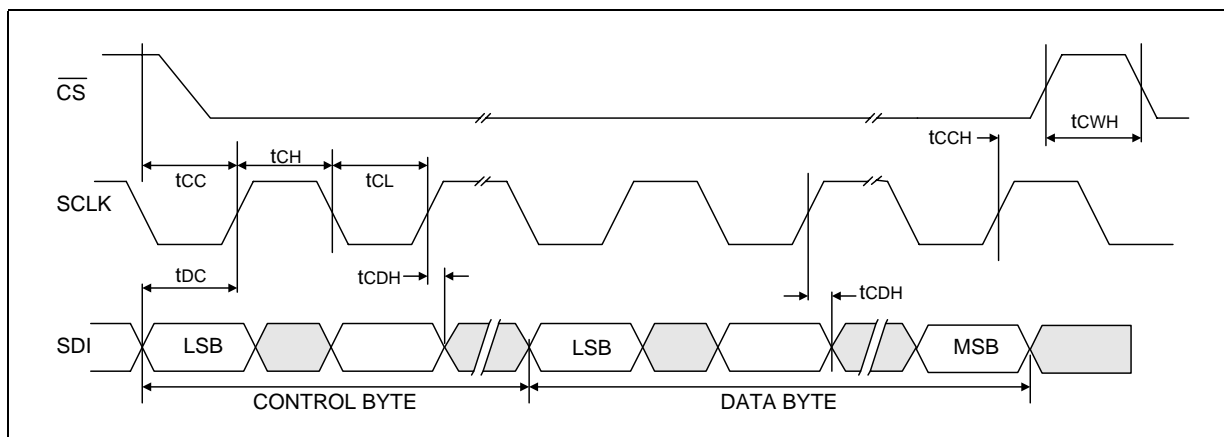 CS
tCWH
tCCH
tCH
tCC
tCL
SCLK
tDC
tCDH
tCDH
SDI
LSB
LSB
MSB
CONTROL BYTE
DATA BYTE